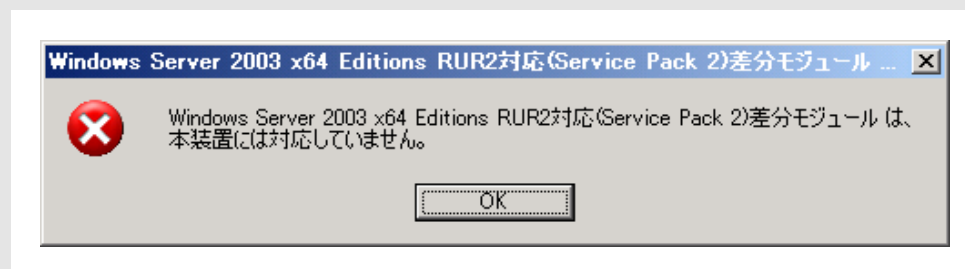 Windows Server 2003 x64 Editions RUR2対応(Service Pack 2)差分モジュール ...
Windows Server 2003 x64 Editions RUR2対応(Service Pack 2)差分モジュール は、
本装置には対応していません。
OK